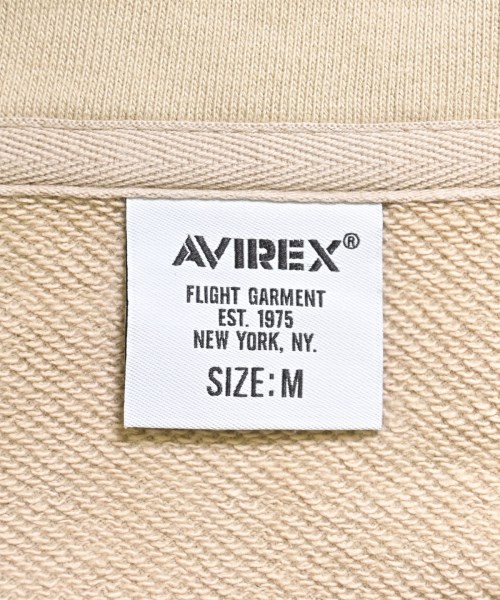 AVIREX®
FLIGHT GARMENT
EST. 1975
NEW YORK, NY.
SIZE: M